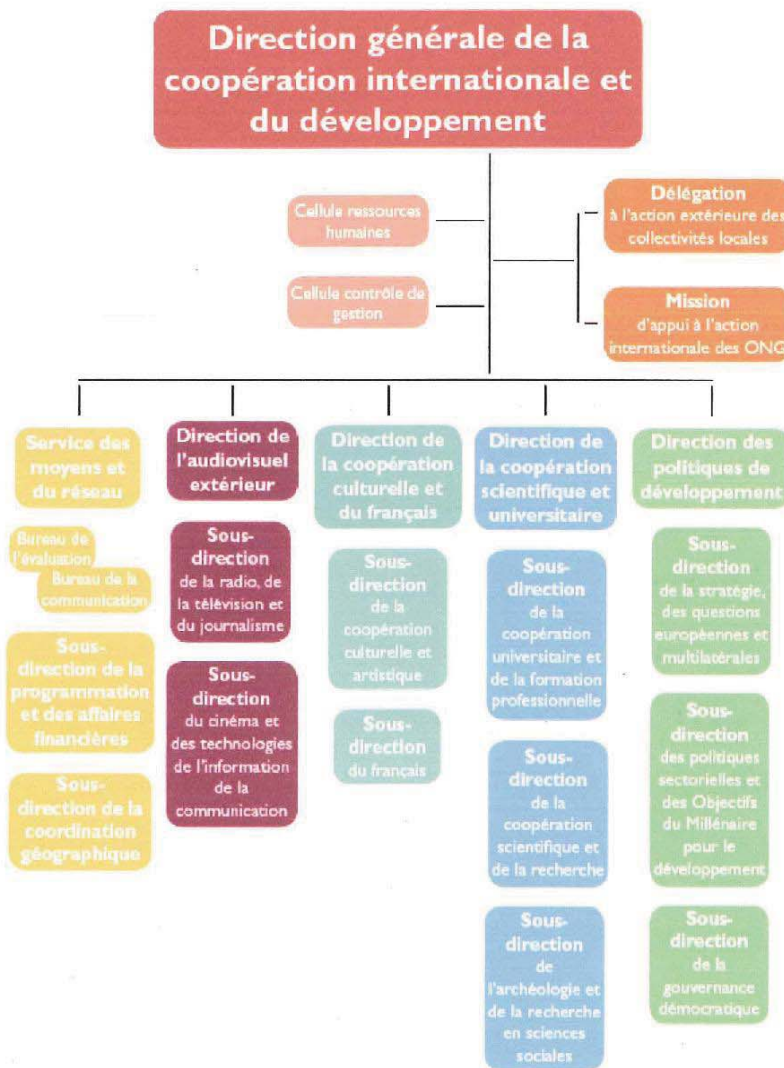 Direction générale de la
coopération internationale et
du développement
Cellule ressources
humaines
Cellule contrôle de
gestion
Délégation
à l'action extérieure des
collectivités locales
Mission
d'appui à l'action
internationale des ONG
Service des
moyens et
du réseau
Bureau de
l'évaluation
Bureau de la
communication
Sous-
direction de la
programmation
et des affaires
financières
Sous-
direction de la
coordination
géographique
Direction de
l'audiovisuel
extérieur
Sous-
direction
de la radio, de
la télévision et
du journalisme
Sous-
direction
du cinéma et
des technologies
de l'information
de la
communication
Direction de
la coopération
culturelle et
du français
Sous-
direction
de la
coopération
culturelle et
artistique
Sous-
direction
du français
Direction de
la coopération
scientifique et
universitaire
Sous-
direction
de la
coopération
universitaire et
de la formation
professionnelle
Sous-
direction
de la
coopération
scientifique et
de la recherche
Sous-
direction
de
l'archéologie et
de la recherche
en sciences
sociales
Direction des
politiques de
développement
Sous-
direction
de la stratégie,
des questions
européennes et
multilatérales
Sous-
direction
des politiques
sectorielles et
des Objectifs
du Millénaire
pour le
développement
Sous-
direction
de la
gouvernance
démocratique